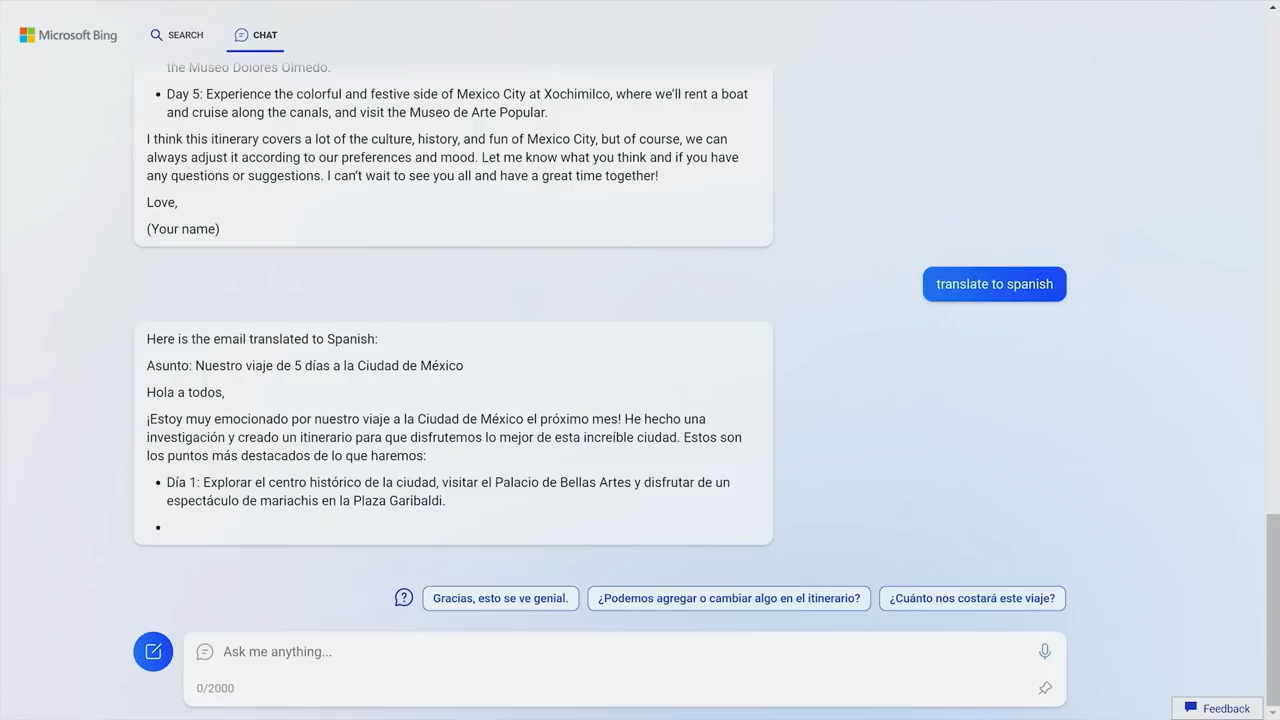 Microsoft Bing
SEARCH
CHAT
the Museo Dolores Olmedo.
• Day 5: Experience the colorful and festive side of Mexico City at Xochimilco, where we’ll rent a boat
and cruise along the canals, and visit the Museo de Arte Popular.
I think this itinerary covers a lot of the culture, history, and fun of Mexico City, but of course, we can
always adjust it according to our preferences and mood. Let me know what you think and if you have
any questions or suggestions. I can’t wait to see you all and have a great time together!
Love,
(Your name)
translate to spanish
Here is the email translated to Spanish:
Asunto: Nuestro viaje de 5 días a la Ciudad de México
Hola a todos,
¡Estoy muy emocionado por nuestro viaje a la Ciudad de México el próximo mes! He hecho una
investigación y creado un itinerario para que disfrutemos lo mejor de esta increíble ciudad. Estos son
los puntos más destacados de lo que haremos:
• Día 1: Explorar el centro histórico de la ciudad, visitar el Palacio de Bellas Artes y disfrutar de un
espectáculo de mariachis en la Plaza Garibaldi.
•
Gracias, esto se ve genial.
¿Podemos agregar o cambiar algo en el itinerario?
¿Cuánto nos costará este viaje?
Ask me anything...
0/2000
Feedback